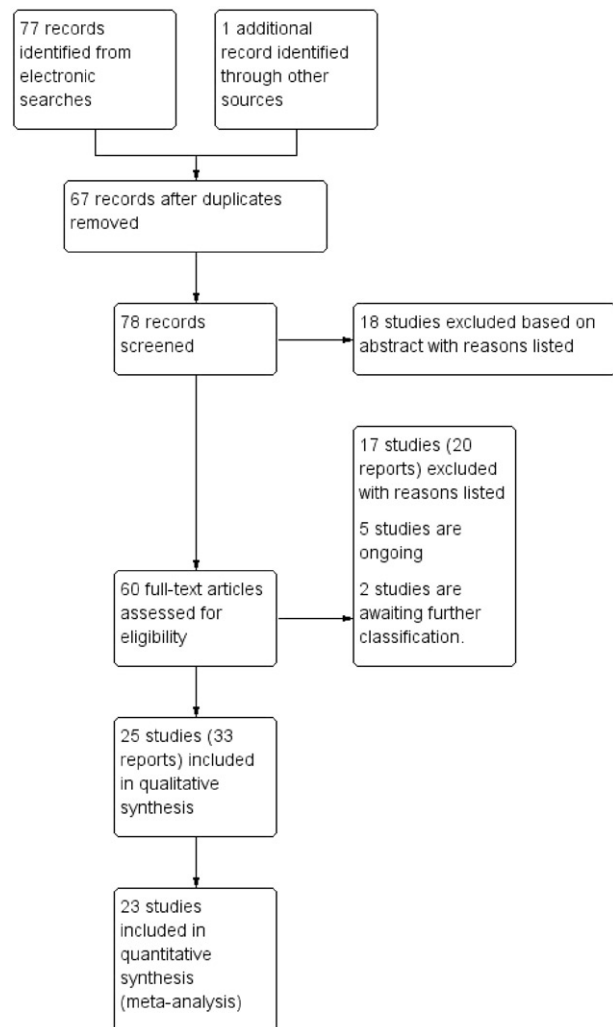 77 records
identified from
electronic
searches
1 additional
record identified
through other
sources
67 records after duplicates
removed
78 records
screened
18 studies excluded based on
abstract with reasons listed
17 studies (20
reports) excluded
with reasons listed
5 studies are
ongoing
2 studies are
awaiting further
classification.
60 full-text articles
assessed for
eligibility
25 studies (33
reports) included
in qualitative
synthesis
23 studies
included in
quantitative
synthesis
(meta-analysis)